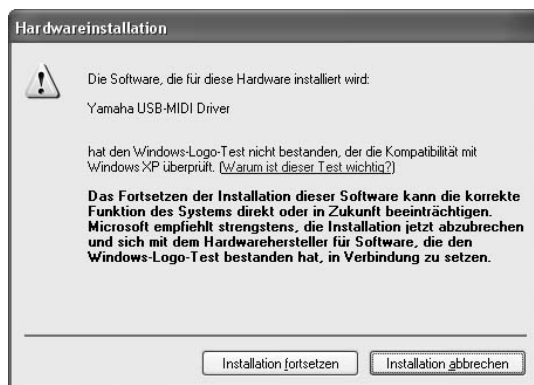 Hardwareinstallation
Die Software, die für diese Hardware installiert wird:
Yamaha USB-MIDI Driver
hat den Windows-Logo-Test nicht bestanden, der die Kompatibilität mit
Windows XP überprüft. (Warum ist dieser Test wichtig?)
Das Fortsetzen der Installation dieser Software kann die korrekte
Funktion des Systems direkt oder in Zukunft beeinträchtigen.
Microsoft empfiehlt strengstens, die Installation jetzt abzubrechen
und sich mit dem Hardwarehersteller für Software, die den
Windows-Logo-Test bestanden hat, in Verbindung zu setzen.
Installation fortsetzen
Installation abbrechen